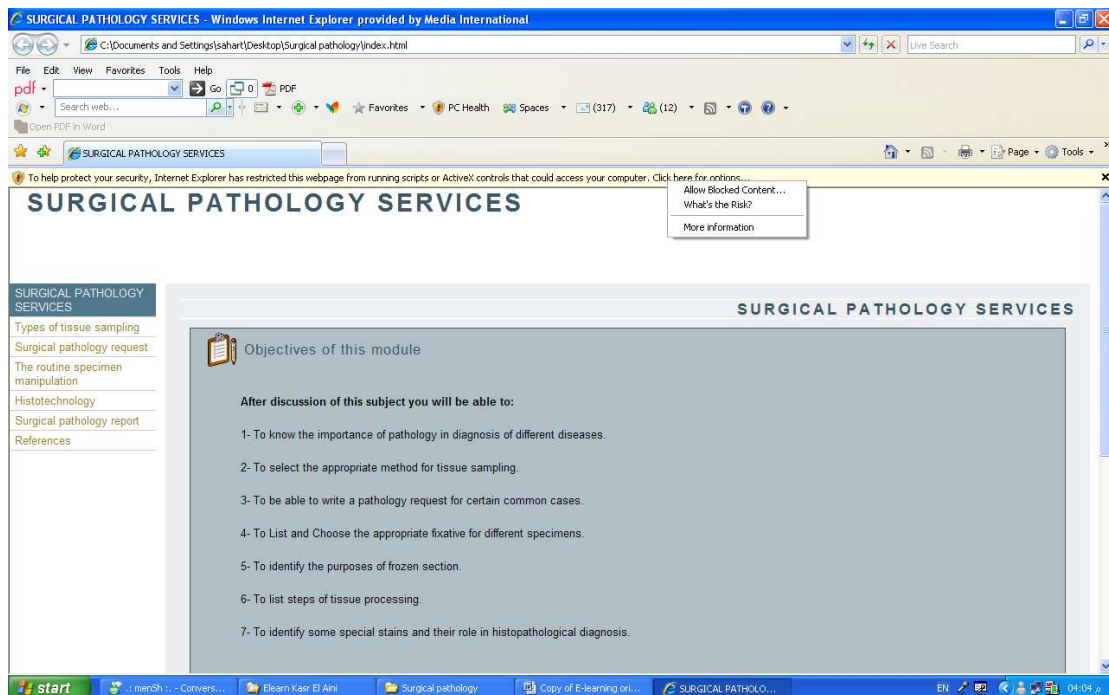 SURGICAL PATHOLOGY SERVICES - Windows Internet Explorer provided by Media International
C:\Documents and Settings\sahart\Desktop\Surgical pathology\index.html
Live Search
File Edit View Favorites Tools Help
pdf Go 0 PDF
Search web... Favorites PC Health Spaces (317) (12)
Open PDF in Word
SURGICAL PATHOLOGY SERVICES Page Tools
To help protect your security, Internet Explorer has restricted this webpage from running scripts or ActiveX controls that could access your computer. Click here for options...
Allow Blocked Content...
What's the Risk?
More information
SURGICAL PATHOLOGY SERVICES
SURGICAL PATHOLOGY
SERVICES
Types of tissue sampling
Surgical pathology request
The routine specimen
manipulation
Histotechnology
Surgical pathology report
References
SURGICAL PATHOLOGY SERVICES
Objectives of this module
After discussion of this subject you will be able to:
1- To know the importance of pathology in diagnosis of different diseases.
2- To select the appropriate method for tissue sampling.
3- To be able to write a pathology request for certain common cases.
4- To List and Choose the appropriate fixative for different specimens.
5- To identify the purposes of frozen section.
6- To list steps of tissue processing.
7- To identify some special stains and their role in histopathological diagnosis.
start .: menSh :. - Convers... Elearn Kasr El Aini Surgical pathology Copy of E-learning ori... SURGICAL PATHOLO... EN 04:04 م